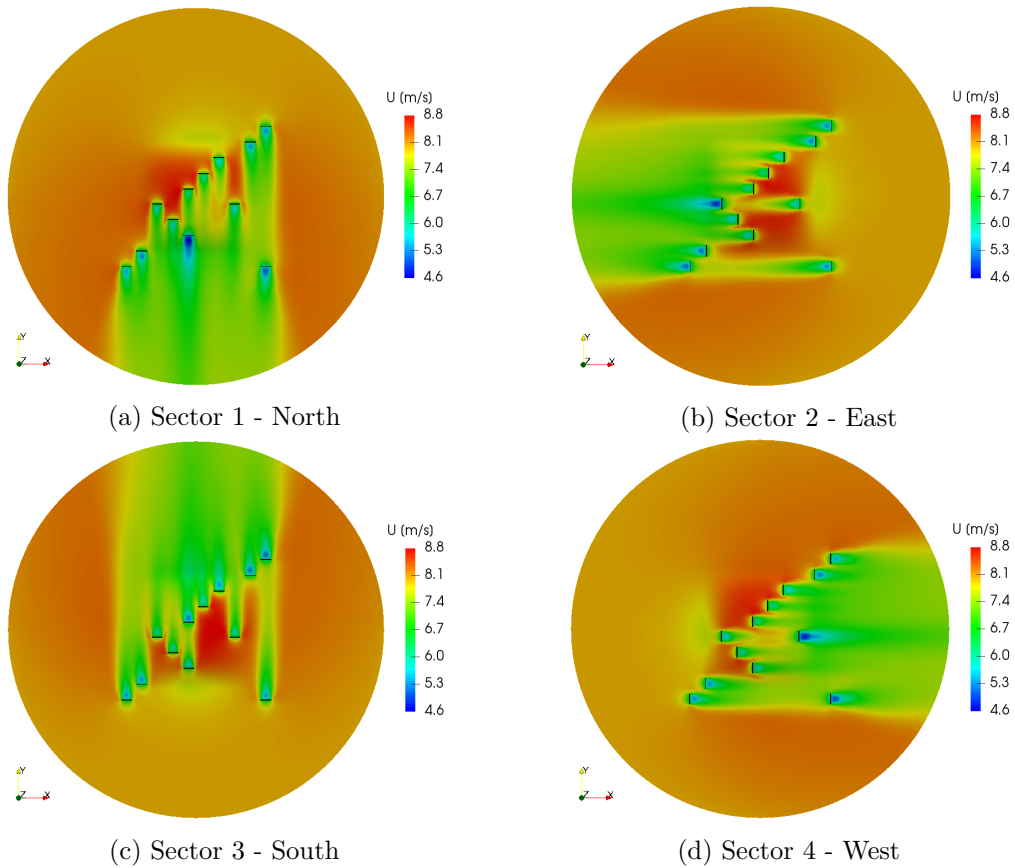 U (m/s)
8.8
8.1
7.4
6.7
6.0
5.3
4.6
Y
Z
X
(a) Sector 1 - North
U (m/s)
8.8
8.1
7.4
6.7
6.0
5.3
4.6
Y
Z
X
(b) Sector 2 - East
U (m/s)
8.8
8.1
7.4
6.7
6.0
5.3
4.6
Y
Z
X
(c) Sector 3 - South
U (m/s)
8.8
8.1
7.4
6.7
6.0
5.3
4.6
Y
Z
X
(d) Sector 4 - West